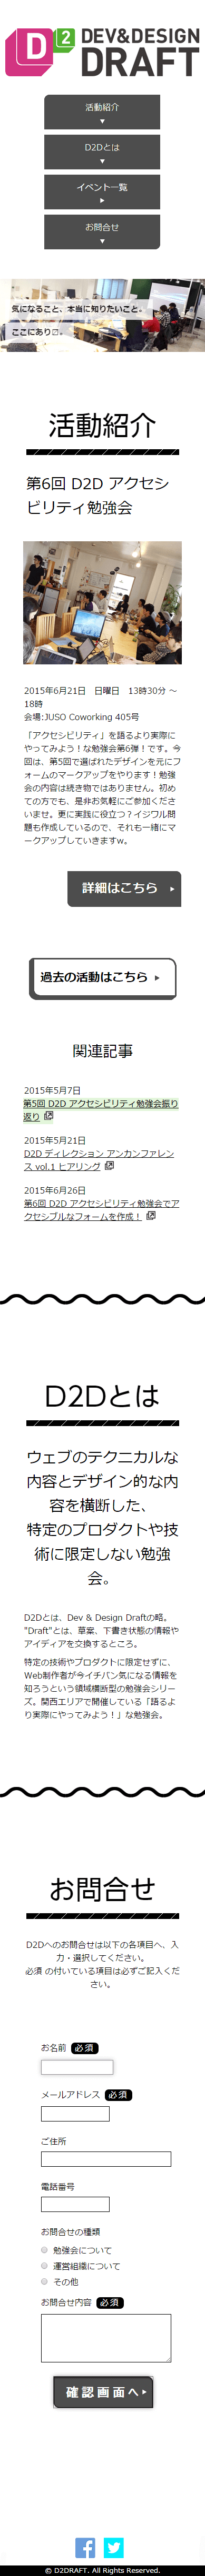 D2 DEV&DESIGN
DRAFT
活動紹介
▼
D2Dとは
▼
イベント一覧
▶
お問合せ
▼
気になること、本当に知りたいこと。
ここにあり〼。
活動紹介
第6回 D2D アクセシ
ビリティ勉強会
2015年6月21日　日曜日　13時30分 ～
18時
会場:JUSO Coworking 405号
「アクセシビリティ」を語るより実際に
やってみよう！な勉強会第6弾！です。今
回は、第5回で選ばれたデザインを元にフ
ォームのマークアップをやります！勉強
会の内容は続き物ではありません。初め
ての方でも、是非お気軽にご参加くださ
いませ。更に実践に役立つ？イジワル問
題も作成しているので、それも一緒にマ
ークアップしていきますw。
詳細はこちら ▶
過去の活動はこちら ▶
関連記事
2015年5月7日
第5回 D2D アクセシビリティ勉強会振り
返り
2015年5月21日
D2D ディレクション アンカンファレン
ス vol.1 ヒアリング
2015年6月26日
第6回 D2D アクセシビリティ勉強会でア
クセシブルなフォームを作成！
D2Dとは
ウェブのテクニカルな
内容とデザイン的な内
容を横断した、
特定のプロダクトや技
術に限定しない勉強
会。
D2Dとは、Dev & Design Draftの略。
"Draft"とは、草案、下書き状態の情報や
アイディアを交換するところ。
特定の技術やプロダクトに限定せずに、
Web制作者が今イチバン気になる情報を
知ろうという領域横断型の勉強会シリー
ズ。関西エリアで開催している「語るよ
り実際にやってみよう！」な勉強会。
お問合せ
D2Dへのお問合せは以下の各項目へ、入
力・選択してください。
必須 の付いている項目は必ずご記入くだ
さい。
お名前 必須
メールアドレス 必須
ご住所
電話番号
お問合せの種類
勉強会について
運営組織について
その他
お問合せ内容 必須
確認画面へ ▶
© D2DRAFT. All Rights Reserved.